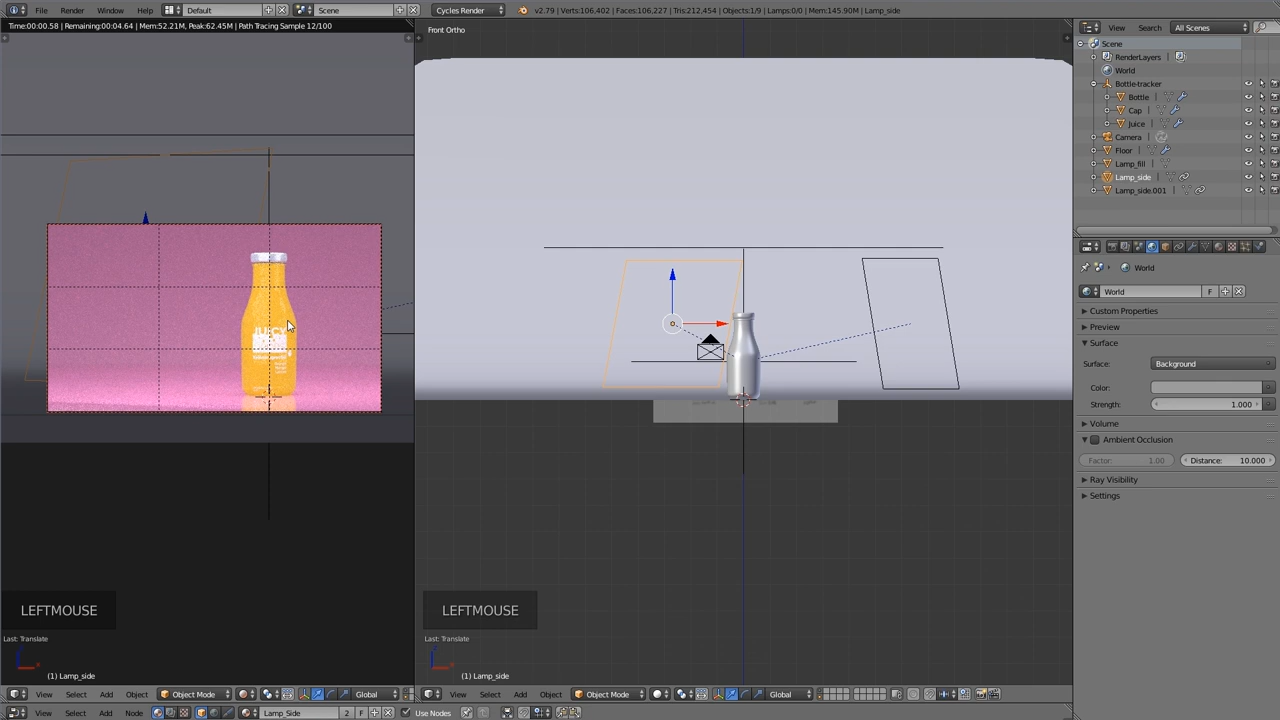 File Render Window Help Default Scene Cycles Render v2.79 | Verts:106,402 | Faces:106,227 | Tris:212,454 | Objects:1/9 | Lamps:0/0 | Mem:145.90M | Lamp_side
Time:00:00.58 | Remaining:00:04.64 | Mem:52.21M, Peak:62.45M | Path Tracing Sample 12/100
View Search All Scenes
Front Ortho
Scene
RenderLayers
World
Bottle-tracker
Bottle
Cap
Juice
Camera
Floor
Lamp_fill
Lamp_side
Lamp_side.001
World
World F
Custom Properties
Preview
Surface
Surface: Background
Color:
Strength: 1.000
Volume
Ambient Occlusion
Factor: 1.00 Distance: 10.000
Ray Visibility
Settings
JUICY
LEFTMOUSE
LEFTMOUSE
Last: Translate
Last: Translate
(1) Lamp_side
(1) Lamp_side
View Select Add Object Object Mode Global
View Select Add Object Object Mode Global
View Select Add Node Lamp_Side 2 F Use Nodes